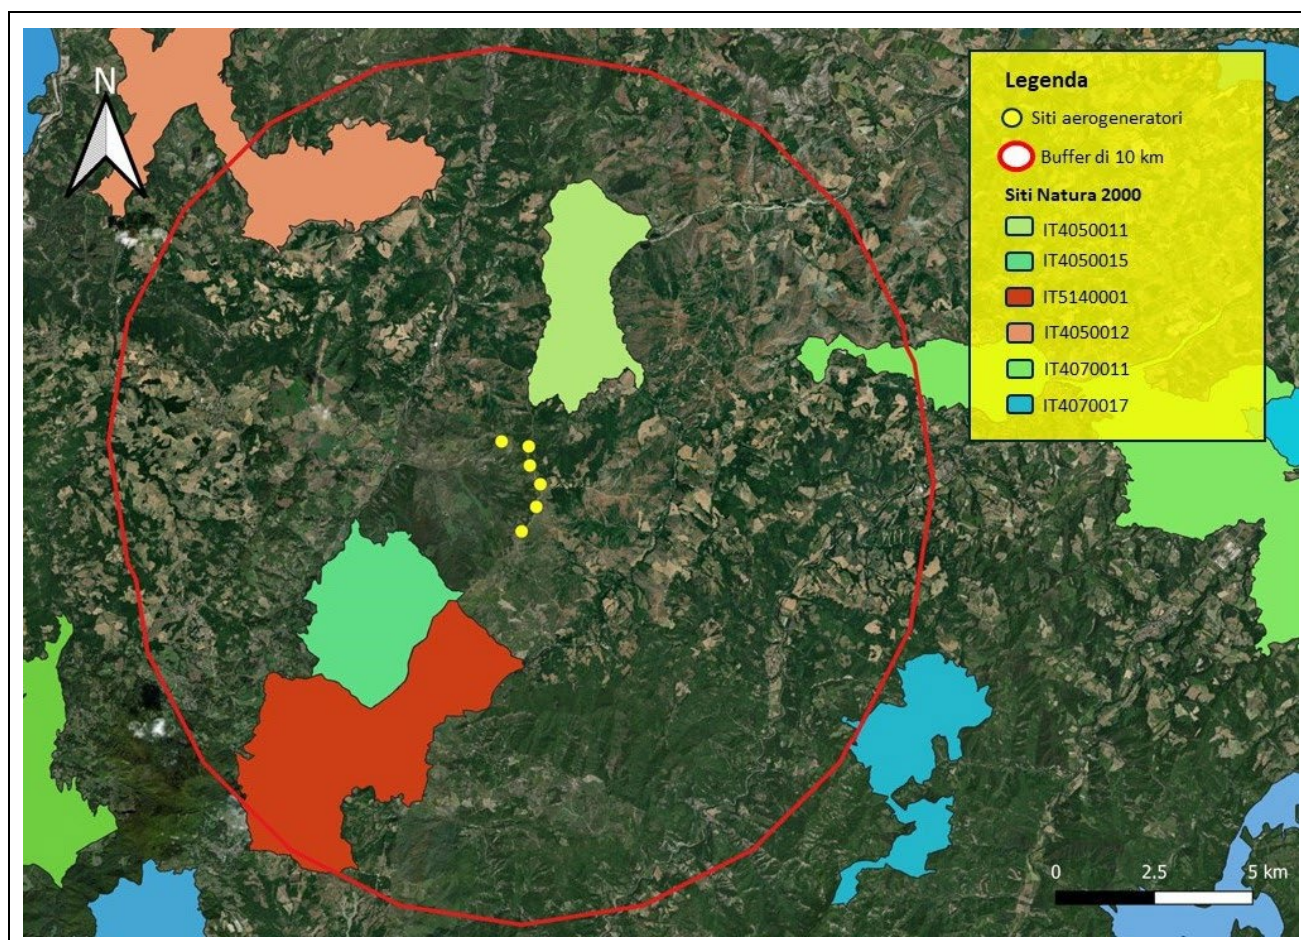 N
Legenda
Siti aerogeneratori
Buffer di 10 km
Siti Natura 2000
IT4050011
IT4050015
IT5140001
IT4050012
IT4070011
IT4070017
0 2.5 5 km